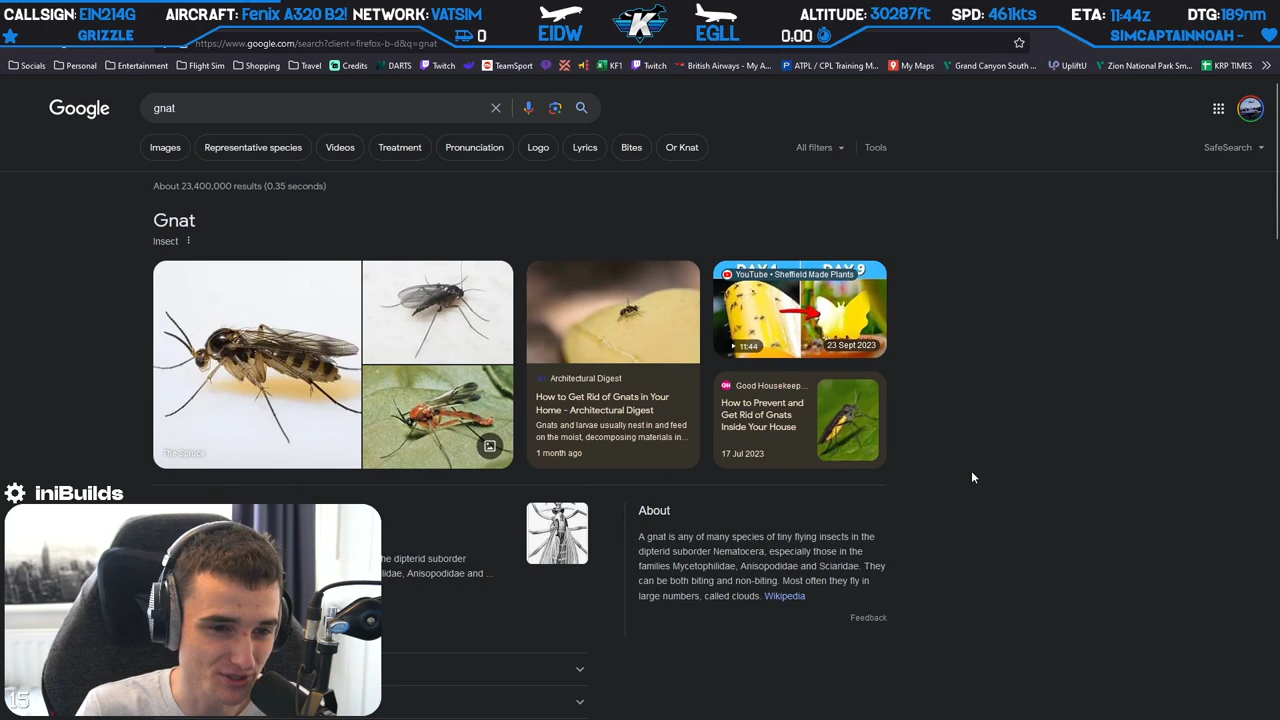 CALLSIGN: EIN214G
AIRCRAFT: Fenix A320 B2!
NETWORK: VATSIM
ALTITUDE: 30287ft
SPD: 461kts
ETA: 11:44z
DTG: 189nm
GRIZZLE
0
EIDW
K
EGLL
0.00
SIMCAPTAINNOAH -
https://www.google.com/search?client=firefox-b-d&q=gnat
Socials
Personal
Entertainment
Flight Sim
Shopping
Travel
Credits
DARTS
Twitch
TeamSport
KF1
Twitch
British Airways - My A...
ATPL / CPL Training M...
My Maps
Grand Canyon South ...
UpliftU
Zion National Park Sm...
KRP TIMES
Google
gnat
Images
Representative species
Videos
Treatment
Pronunciation
Logo
Lyrics
Bites
Or Knat
All filters
Tools
SafeSearch
About 23,400,000 results (0.35 seconds)
Gnat
Insect
The Spruce
Architectural Digest
How to Get Rid of Gnats in Your
Home - Architectural Digest
Gnats and larvae usually nest in and feed
on the moist, decomposing materials in...
1 month ago
YouTube • Sheffield Made Plants
11:44
23 Sept 2023
GH
Good Housekeep...
How to Prevent and
Get Rid of Gnats
Inside Your House
17 Jul 2023
iniBuilds
he dipterid suborder
lidae, Anisopodidae and ...
About
A gnat is any of many species of tiny flying insects in the
dipterid suborder Nematocera, especially those in the
families Mycetophilidae, Anisopodidae and Sciaridae. They
can be both biting and non-biting. Most often they fly in
large numbers, called clouds. Wikipedia
Feedback
15